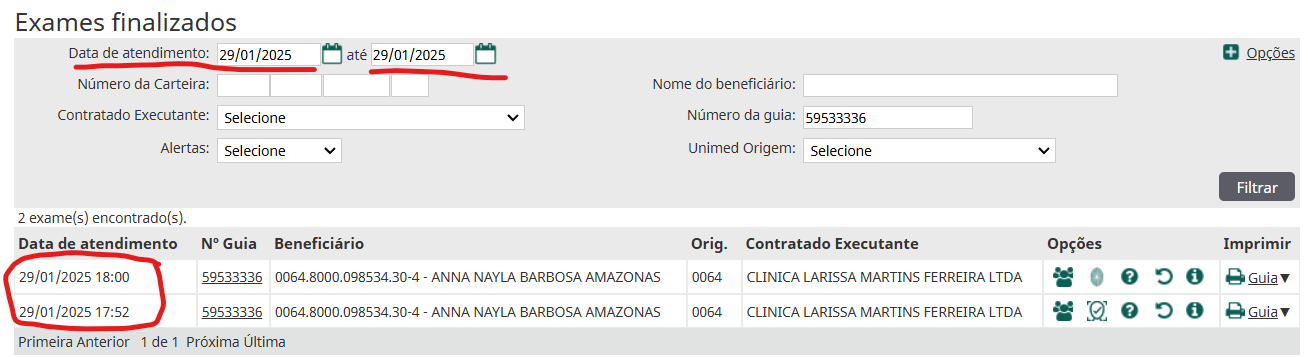 Exames finalizados
Data de atendimento: 29/01/2025 até 29/01/2025 Opções
Número da Carteira: Nome do beneficiário:
Contratado Executante: Selecione Número da guia: 59533336
Alertas: Selecione Unimed Origem: Selecione
Filtrar
2 exame(s) encontrado(s).
Data de atendimento Nº Guia Beneficiário Orig. Contratado Executante Opções Imprimir
29/01/2025 18:00 59533336 0064.8000.098534.30-4 - ANNA NAYLA BARBOSA AMAZONAS 0064 CLINICA LARISSA MARTINS FERREIRA LTDA Guia▼
29/01/2025 17:52 59533336 0064.8000.098534.30-4 - ANNA NAYLA BARBOSA AMAZONAS 0064 CLINICA LARISSA MARTINS FERREIRA LTDA Guia▼
Primeira Anterior 1 de 1 Próxima Última